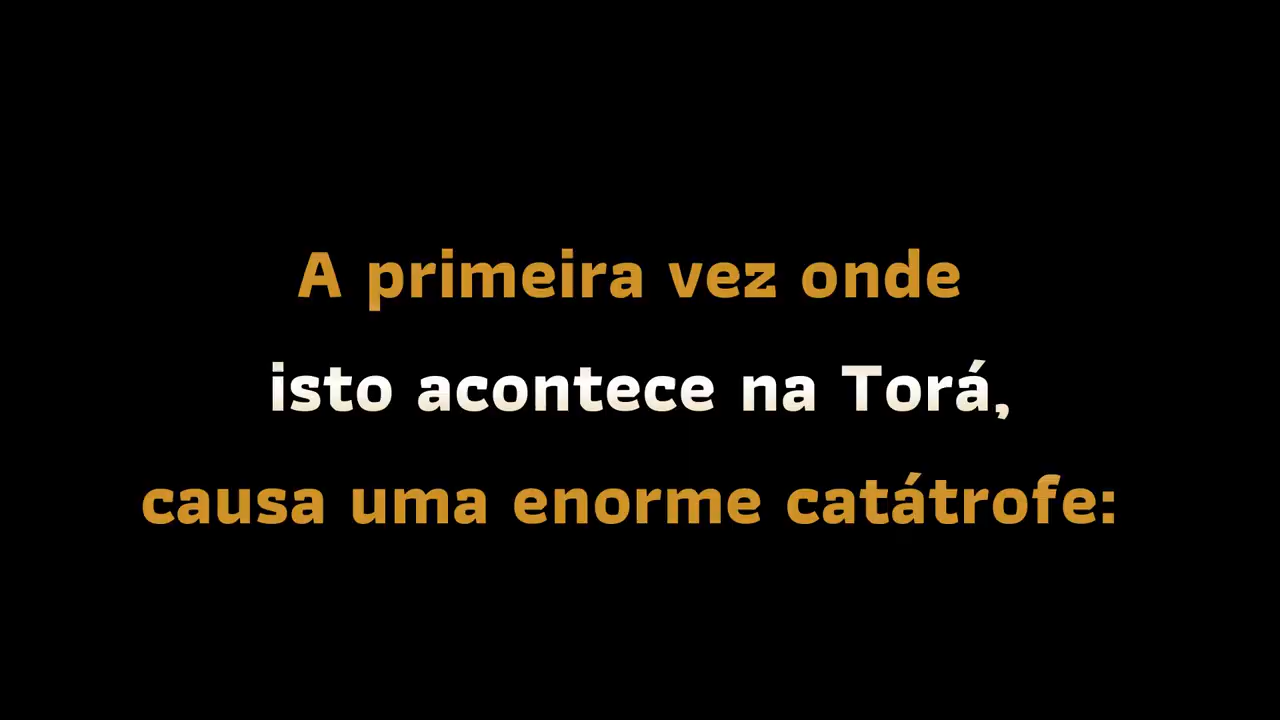 A primeira vez onde
isto acontece na Torá,
causa uma enorme catátrofe: